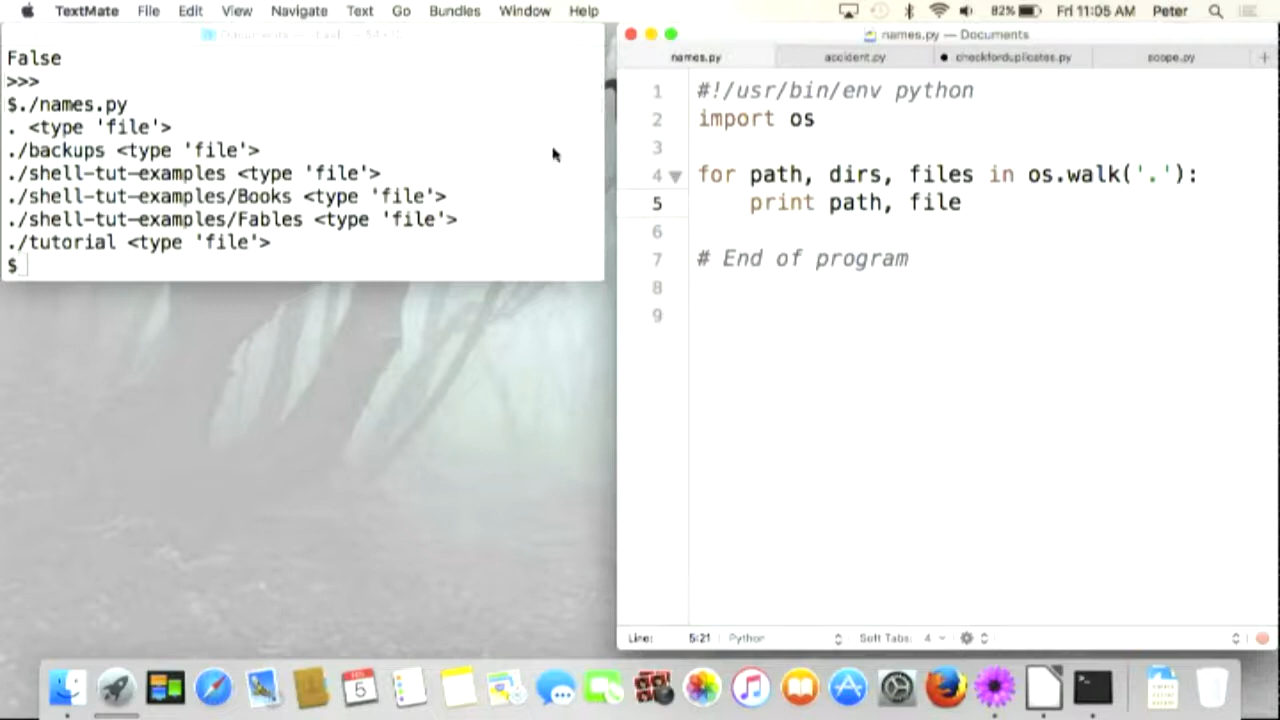 TextMate File Edit View Navigate Text Go Bundles Window Help 82% Fri 11:05 AM Peter
False
>>>
$./names.py
. <type 'file'>
./backups <type 'file'>
./shell-tut-examples <type 'file'>
./shell-tut-examples/Books <type 'file'>
./shell-tut-examples/Fables <type 'file'>
./tutorial <type 'file'>
$
names.py — Documents
names.py accident.py checkforduplicates.py scope.py
1 #!/usr/bin/env python
2 import os
3
4 for path, dirs, files in os.walk('.'):
5 print path, file
6
7 # End of program
8
9
Line: 5:21 Python Soft Tabs: 4
5